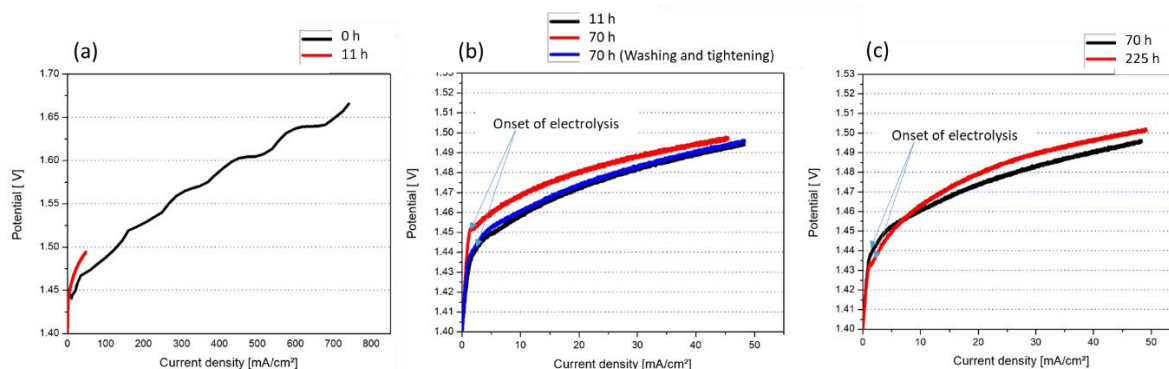 (a)
0 h
11 h
1.70
1.60
1.50
1.40
Potential [ V]
0 100 200 300 400 500 600 700 800
Current density [mA/cm²]
(b)
11 h
70 h
70 h (Washing and tightening)
1.53
1.52
1.51
1.50
1.49
1.48
1.47
1.46
1.45
1.44
1.43
1.42
1.41
1.40
Potential [ V]
Onset of electrolysis
0 10 20 30 40 50
Current density [mA/cm²]
(c)
70 h
225 h
1.53
1.52
1.51
1.50
1.49
1.48
1.47
1.46
1.45
1.44
1.43
1.42
1.41
1.40
Potential [ V]
Onset of electrolysis
0 10 20 30 40 50
Current density [mA/cm²]